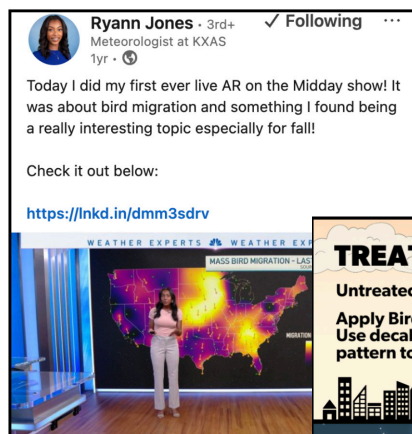 Ryann Jones · 3rd+
✓ Following ...
Meteorologist at KXAS
1yr ·
Today I did my first ever live AR on the Midday show! It
was about bird migration and something I found being
a really interesting topic especially for fall!
Check it out below:
https://lnkd.in/dmm3sdrv
WEATHER EXPERTS WEATHER EXP
MASS BIRD MIGRATION - LAS
MIGRATION
TREA
Untreated
Apply Bir
Use decal
pattern to